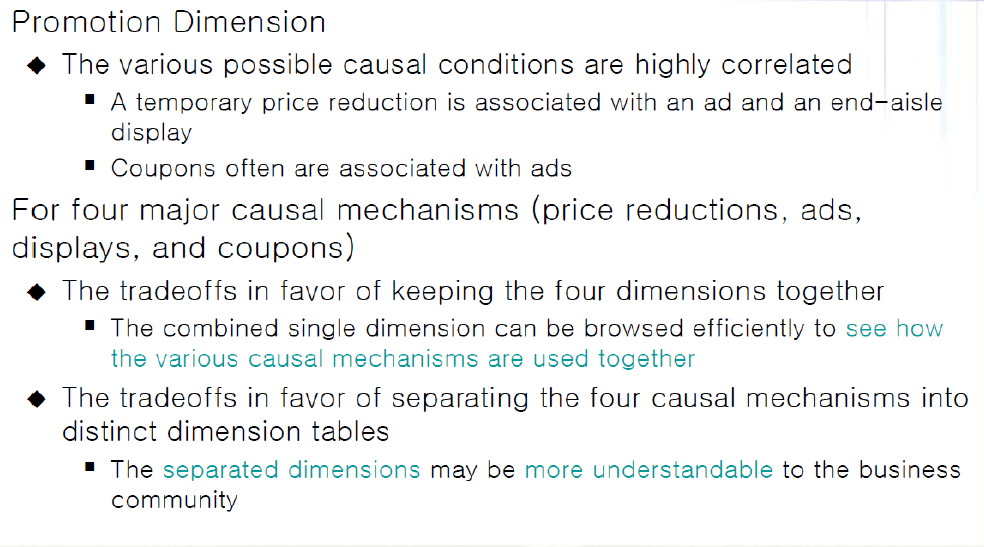 Promotion Dimension
◆ The various possible causal conditions are highly correlated
▪ A temporary price reduction is associated with an ad and an end-aisle
display
▪ Coupons often are associated with ads
For four major causal mechanisms (price reductions, ads,
displays, and coupons)
◆ The tradeoffs in favor of keeping the four dimensions together
▪ The combined single dimension can be browsed efficiently to see how
the various causal mechanisms are used together
◆ The tradeoffs in favor of separating the four causal mechanisms into
distinct dimension tables
▪ The separated dimensions may be more understandable to the business
community